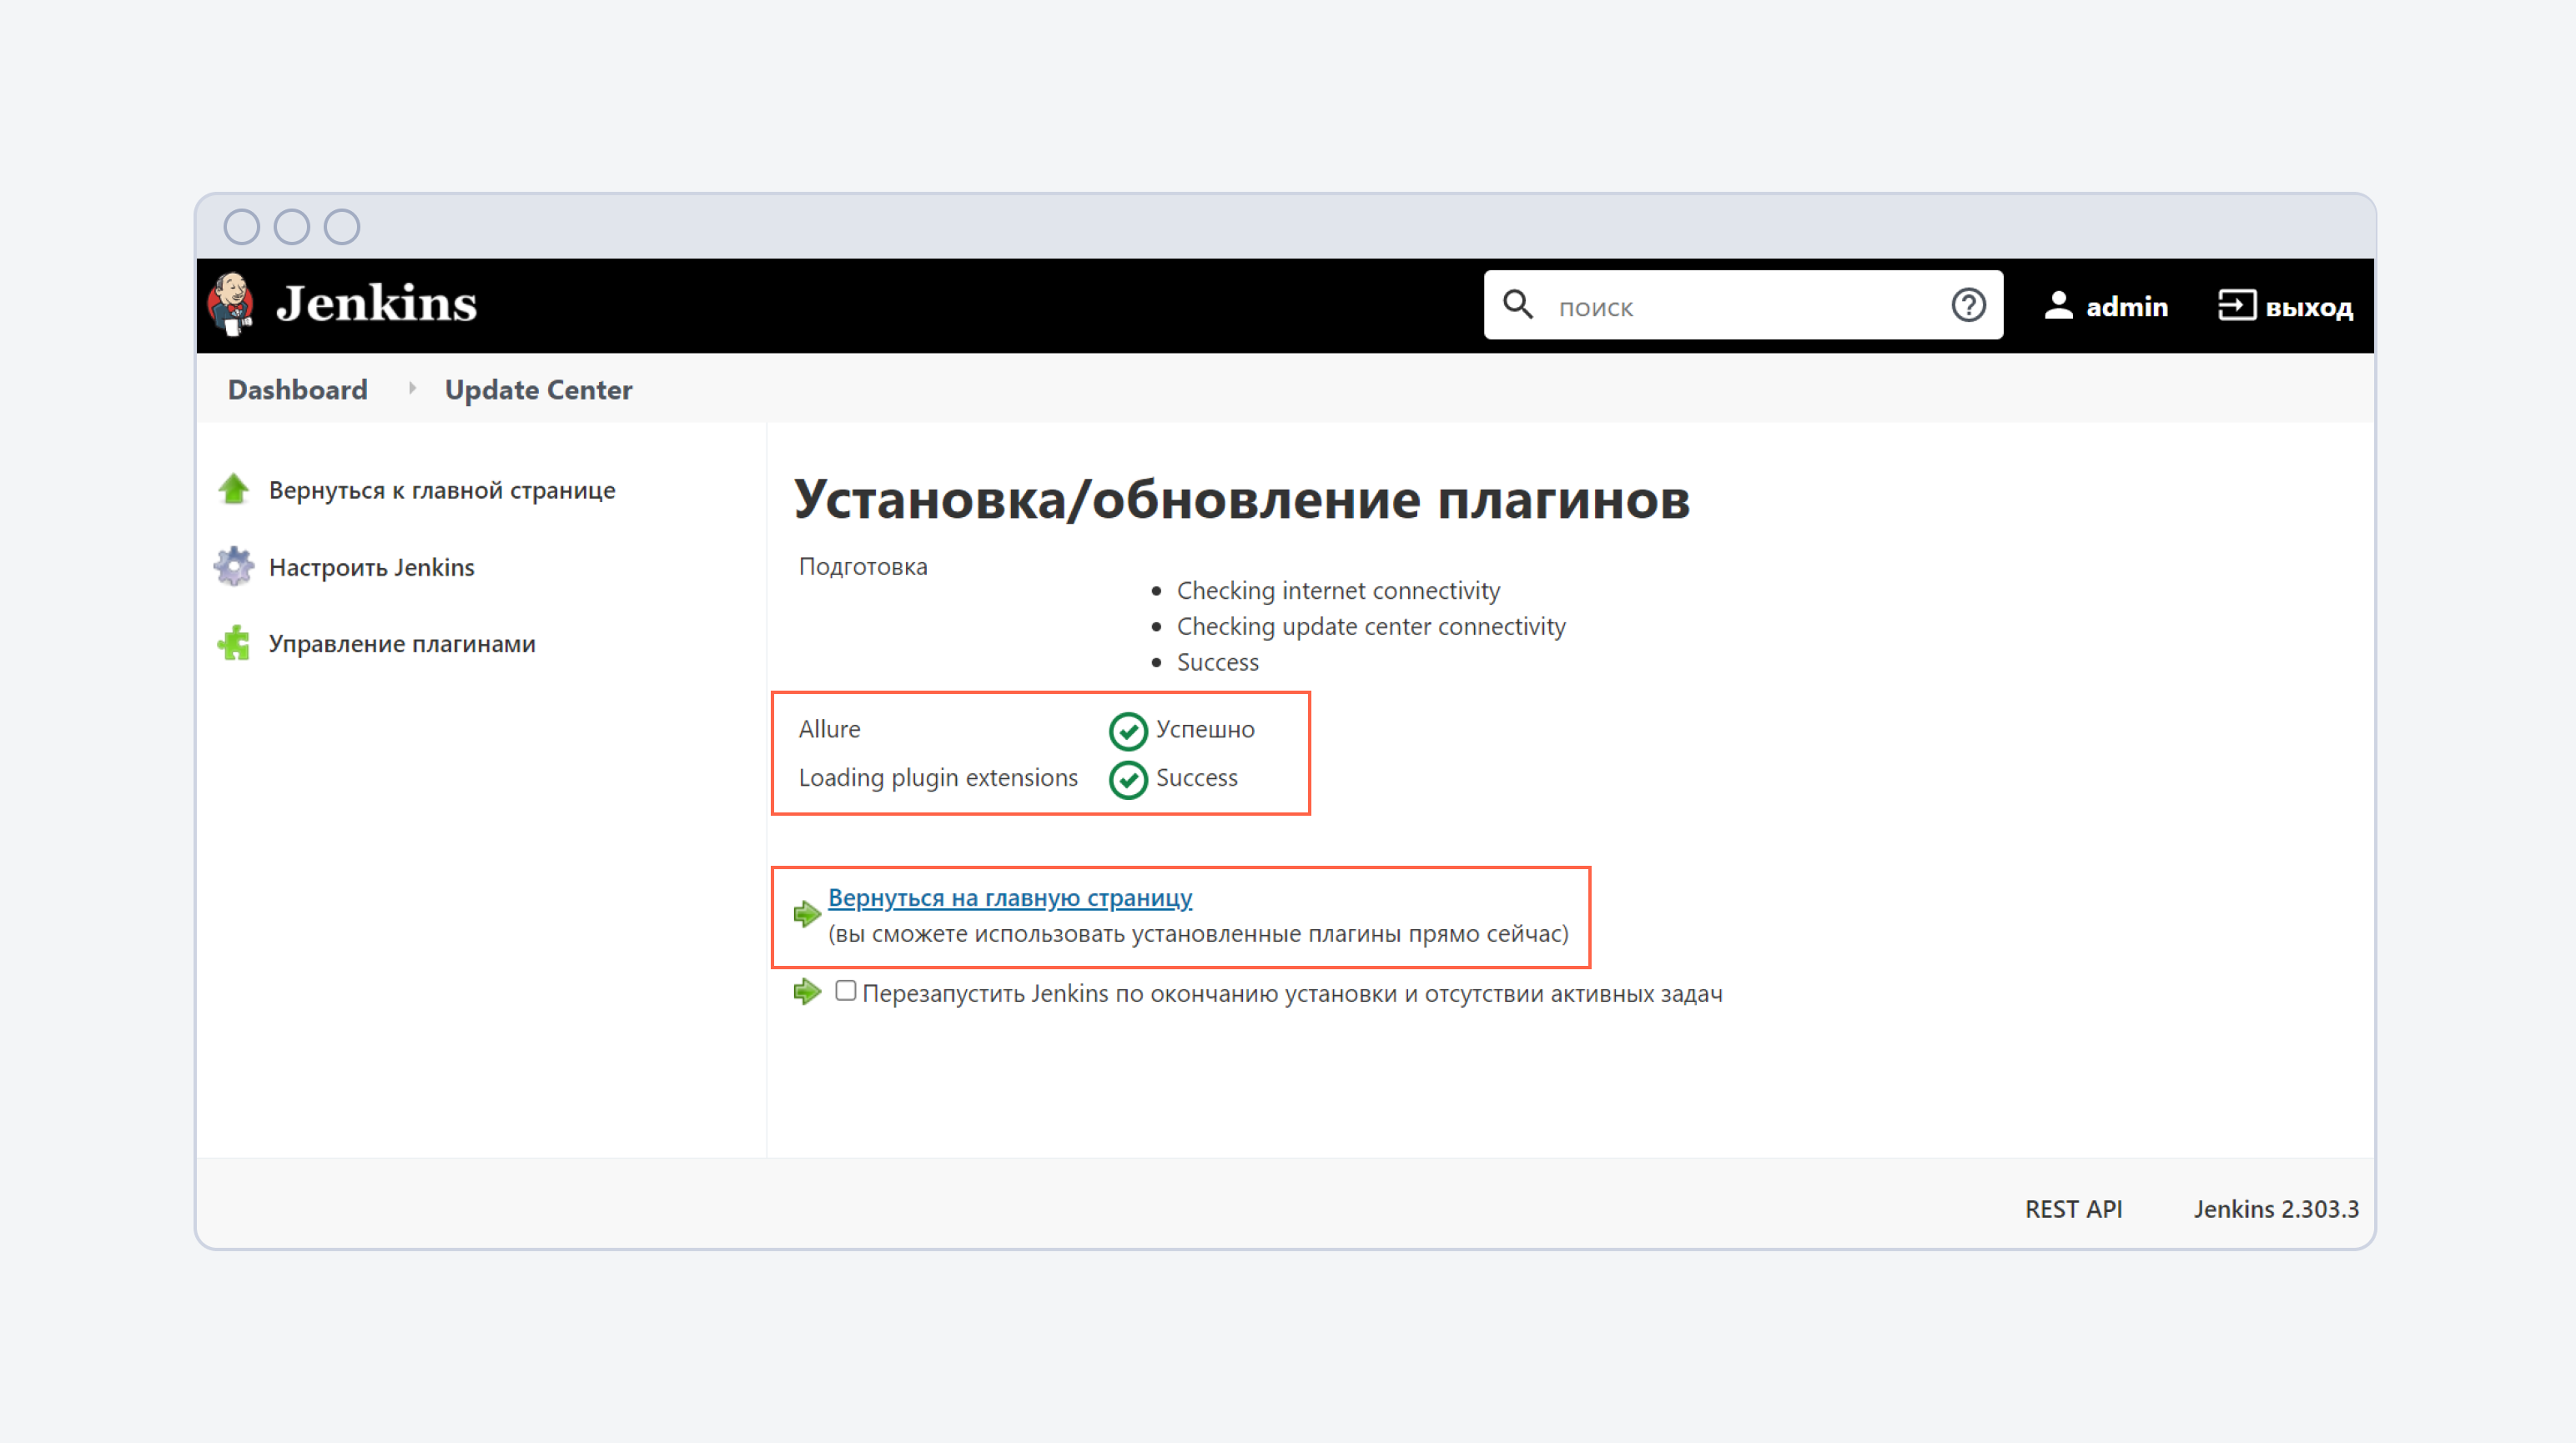 Jenkins
поиск
admin
выход
Dashboard
Update Center
Вернуться к главной странице
Настроить Jenkins
Управление плагинами
Установка/обновление плагинов
Подготовка
Checking internet connectivity
Checking update center connectivity
Success
Allure Успешно
Loading plugin extensions Success
Вернуться на главную страницу
(вы сможете использовать установленные плагины прямо сейчас)
Перезапустить Jenkins по окончанию установки и отсутствии активных задач
REST API
Jenkins 2.303.3